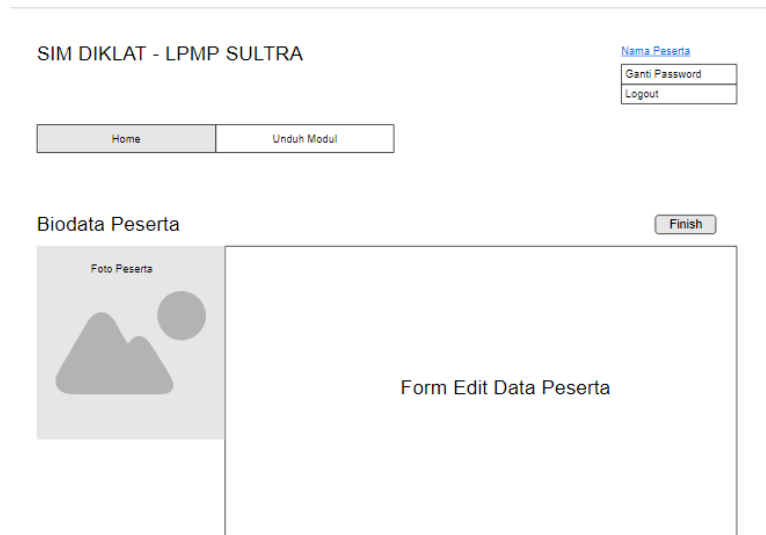 SIM DIKLAT - LPMP SULTRA
Nama Peserta
Ganti Password
Logout
Home
Unduh Modul
Biodata Peserta
Finish
Foto Peserta
Form Edit Data Peserta